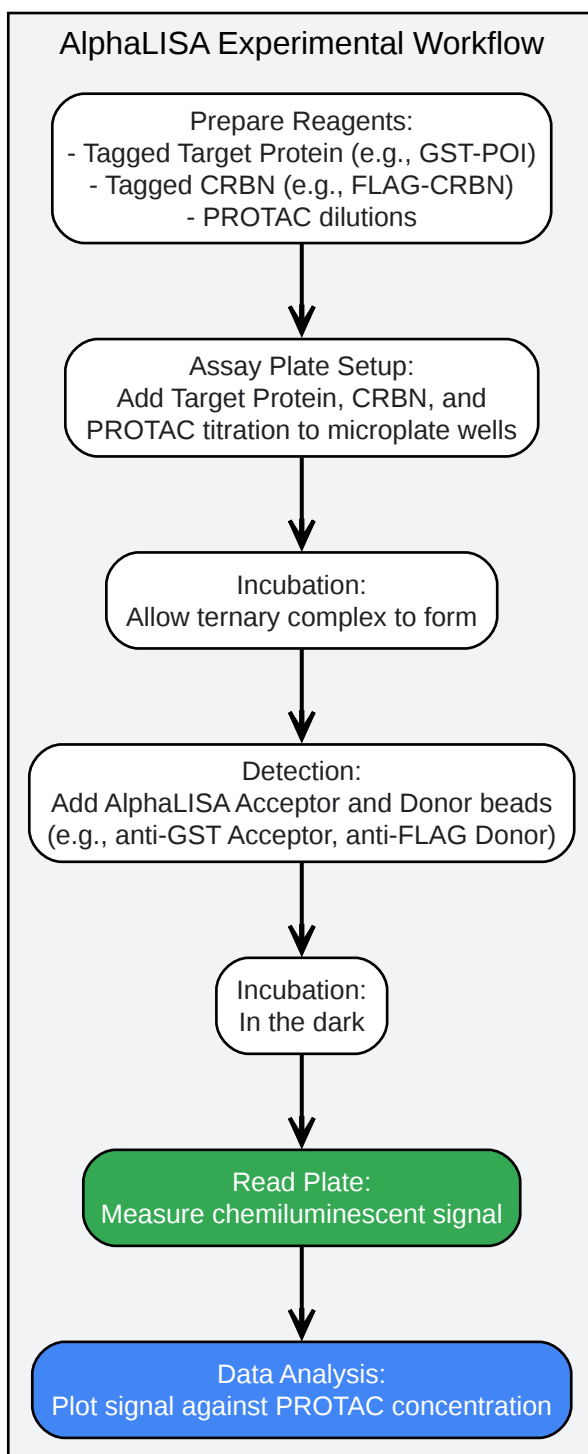 AlphaLISA Experimental Workflow
Prepare Reagents:
- Tagged Target Protein (e.g., GST-POI)
- Tagged CRBN (e.g., FLAG-CRBN)
- PROTAC dilutions
Assay Plate Setup:
Add Target Protein, CRBN, and
PROTAC titration to microplate wells
Incubation:
Allow ternary complex to form
Detection:
Add AlphaLISA Acceptor and Donor beads
(e.g., anti-GST Acceptor, anti-FLAG Donor)
Incubation:
In the dark
Read Plate:
Measure chemiluminescent signal
Data Analysis:
Plot signal against PROTAC concentration